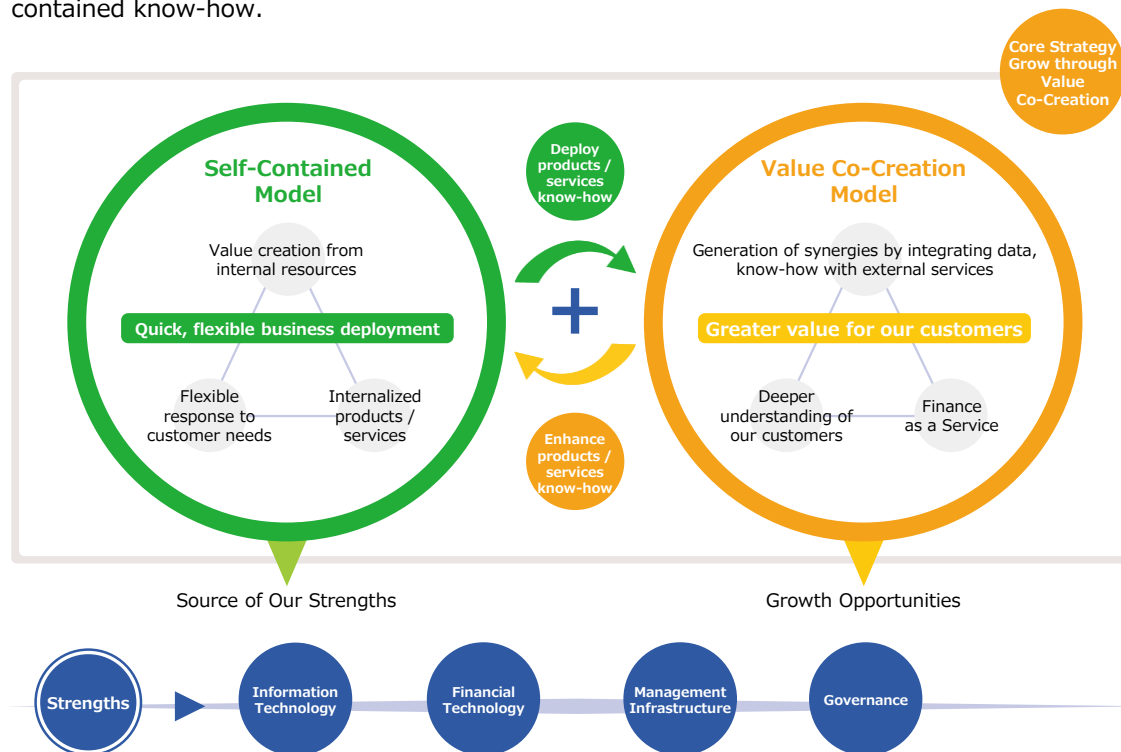 contained know-how.
Core Strategy
Grow through
Value
Co-Creation
Self-Contained
Model
Value creation from
internal resources
Quick, flexible business deployment
Flexible
response to
customer needs
Internalized
products /
services
Deploy
products /
services
know-how
+
Enhance
products /
services
know-how
Value Co-Creation
Model
Generation of synergies by integrating data,
know-how with external services
Greater value for our customers
Deeper
understanding of
our customers
Finance
as a Service
Source of Our Strengths
Growth Opportunities
Strengths
Information
Technology
Financial
Technology
Management
Infrastructure
Governance